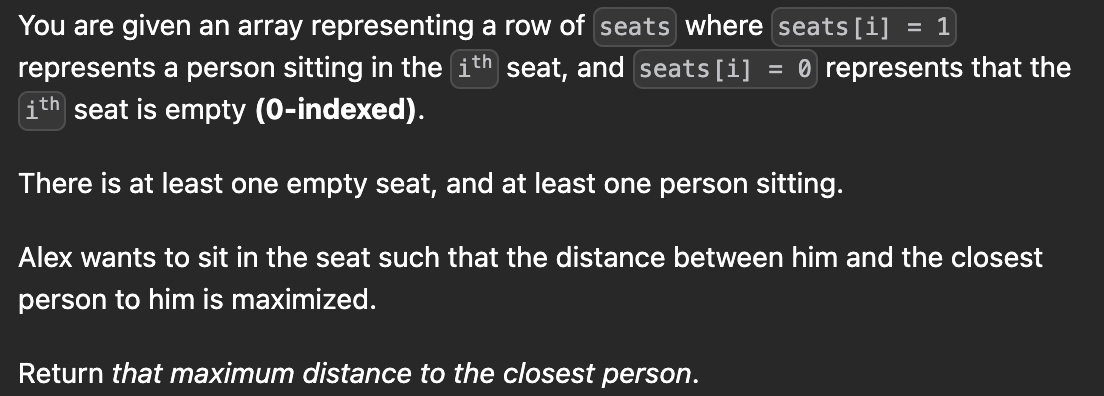 You are given an array representing a row of seats where seats[i] = 1
represents a person sitting in the ith seat, and seats[i] = 0 represents that the
ith seat is empty (0-indexed).
There is at least one empty seat, and at least one person sitting.
Alex wants to sit in the seat such that the distance between him and the closest
person to him is maximized.
Return that maximum distance to the closest person.